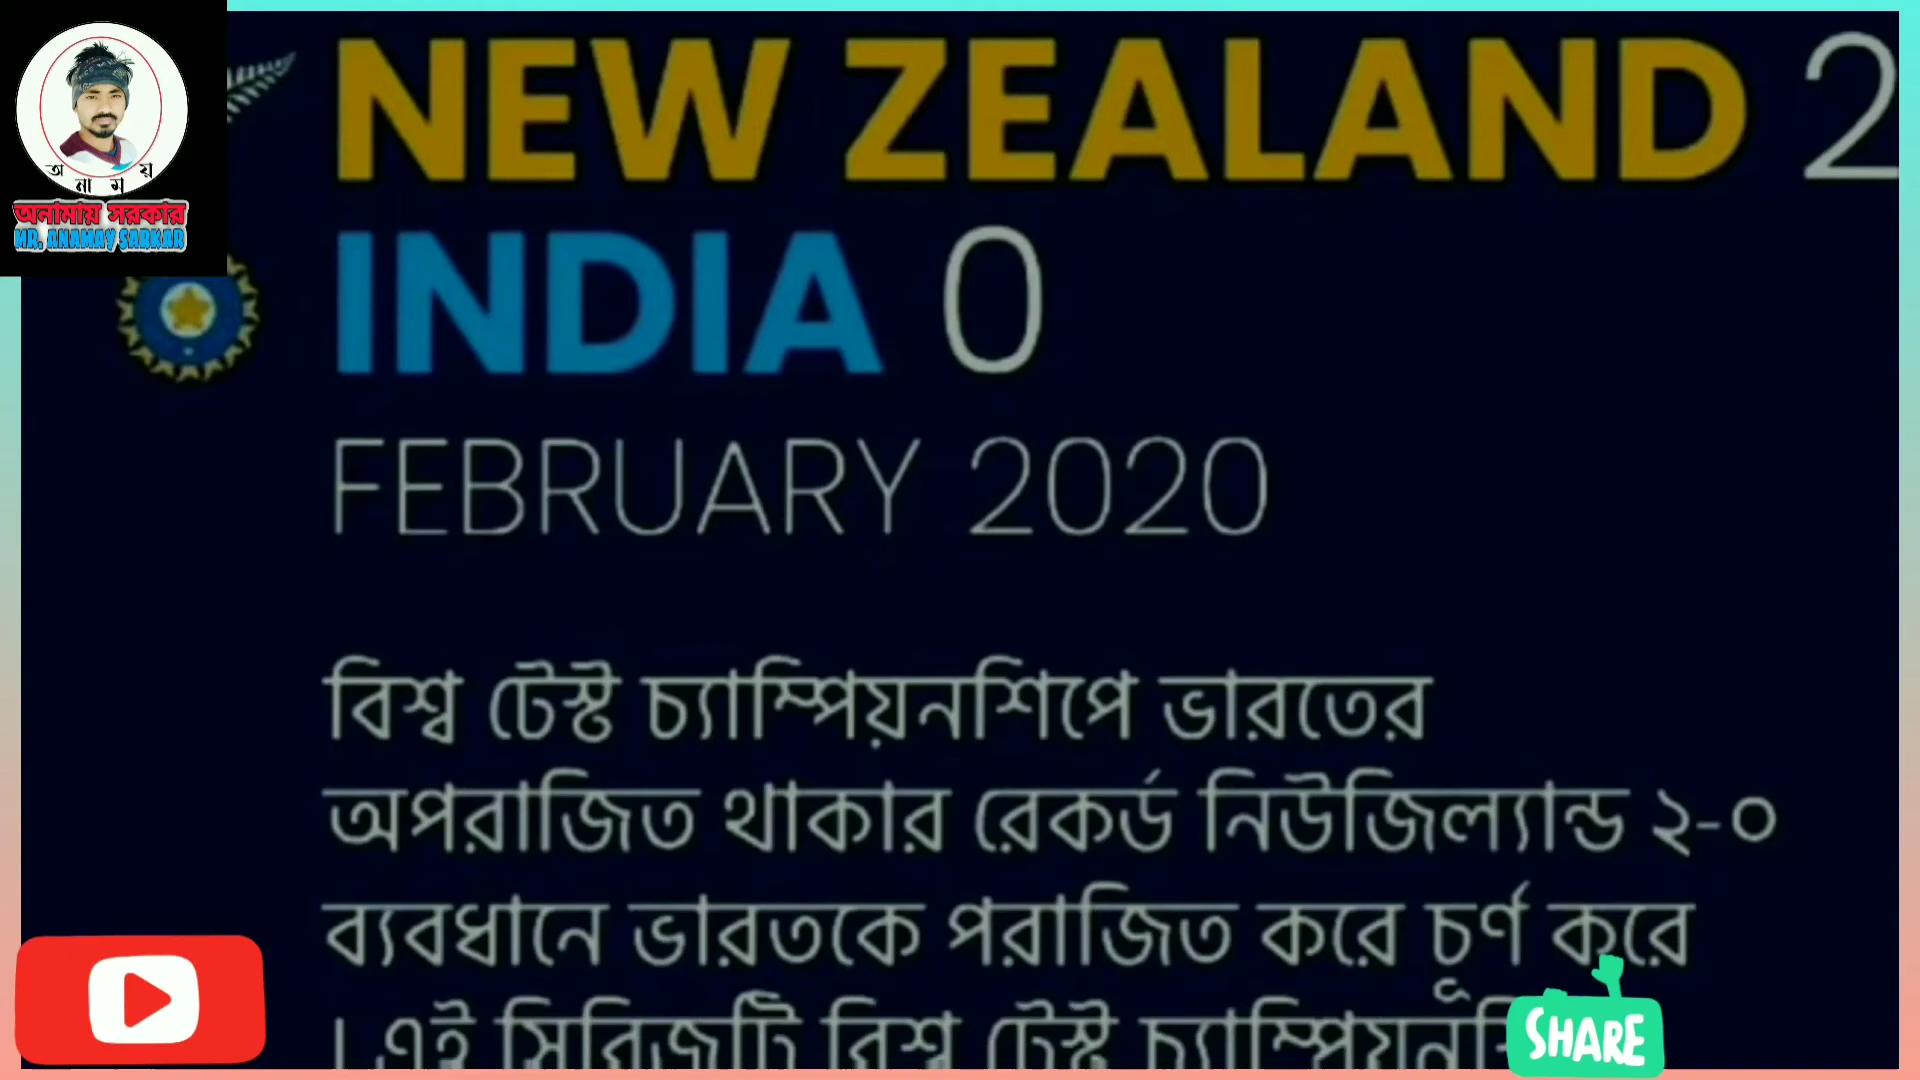 NEW ZEALAND 2
INDIA 0
FEBRUARY 2020
অ না ম য়
অনাময় সরকার
MR. ANAMAY SARKAR
বিশ্ব টেস্ট চ্যাম্পিয়নশিপে ভারতের
অপরাজিত থাকার রেকর্ড নিউজিল্যান্ড ২-০
ব্যবধানে ভারতকে পরাজিত করে চূর্ণ করে
। এই সিরিজটি বিশ্ব টেস্ট
SHARE